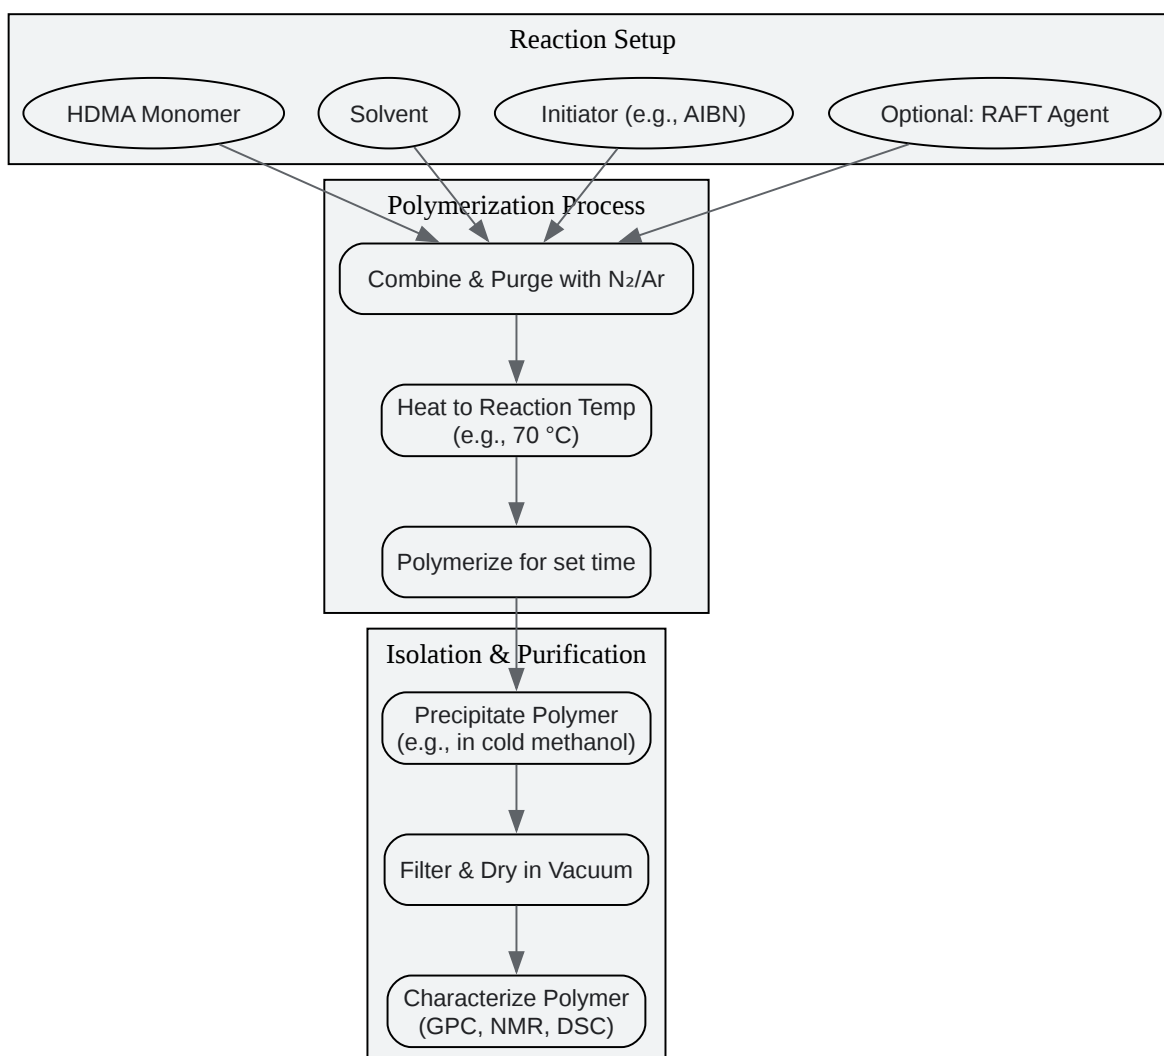 Reaction Setup
HDMA Monomer
Solvent
Initiator (e.g., AIBN)
Optional: RAFT Agent
Polymerization Process
Combine & Purge with N₂/Ar
Heat to Reaction Temp
(e.g., 70 °C)
Polymerize for set time
Isolation & Purification
Precipitate Polymer
(e.g., in cold methanol)
Filter & Dry in Vacuum
Characterize Polymer
(GPC, NMR, DSC)